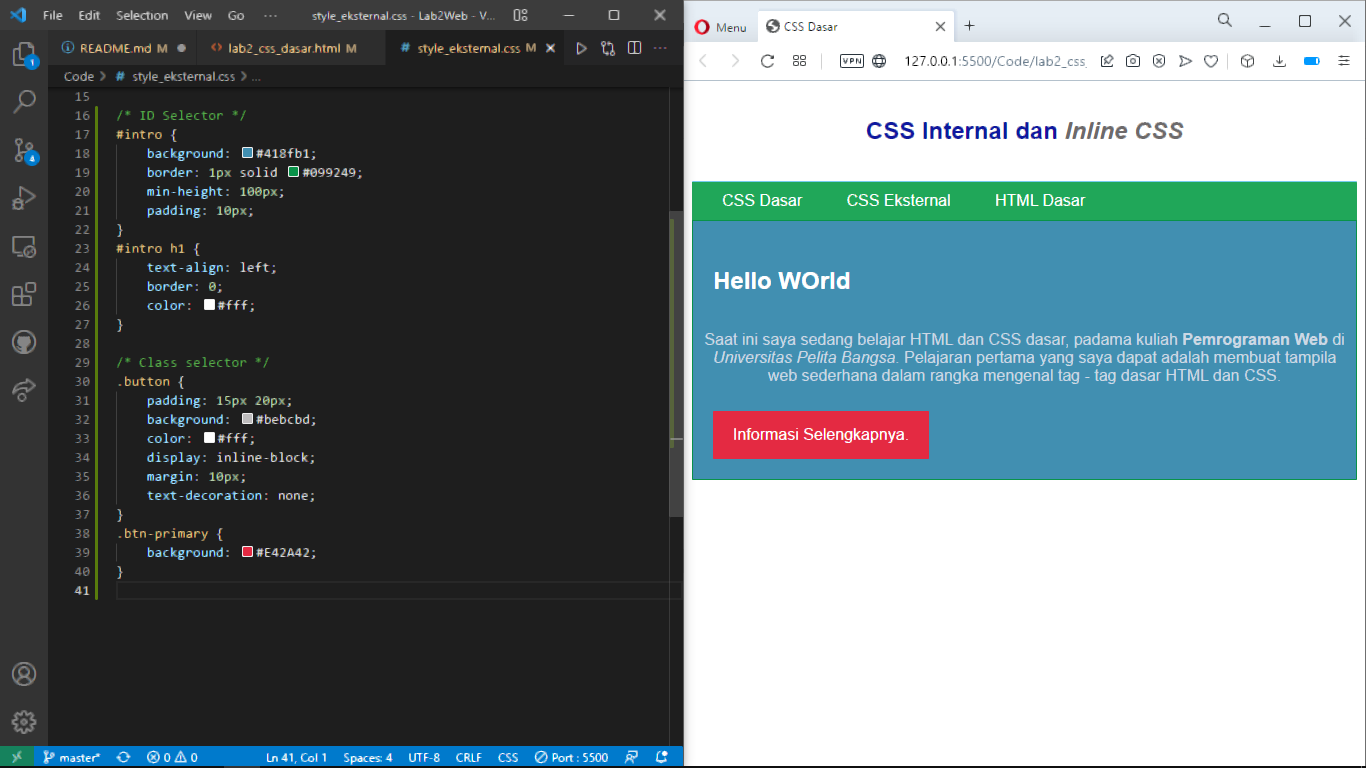 File Edit Selection View Go ··· style_eksternal.css - Lab2Web - V...
README.md M lab2_css_dasar.html M # style_eksternal.css M
Code > # style_eksternal.css > ...
1
4
15
16 /* ID Selector */
17 #intro {
18 background: #418fb1;
19 border: 1px solid #099249;
20 min-height: 100px;
21 padding: 10px;
22 }
23 #intro h1 {
24 text-align: left;
25 border: 0;
26 color: #fff;
27 }
28
29 /* Class selector */
30 .button {
31 padding: 15px 20px;
32 background: #bebcbd;
33 color: #fff;
34 display: inline-block;
35 margin: 10px;
36 text-decoration: none;
37 }
38 .btn-primary {
39 background: #E42A42;
40 }
41
master* 0 0 Ln 41, Col 1 Spaces: 4 UTF-8 CRLF CSS Port : 5500
Menu CSS Dasar
VPN 127.0.0.1:5500/Code/lab2_css_
CSS Internal dan Inline CSS
CSS Dasar CSS Eksternal HTML Dasar
Hello WOrld
Saat ini saya sedang belajar HTML dan CSS dasar, padama kuliah Pemrograman Web di
Universitas Pelita Bangsa. Pelajaran pertama yang saya dapat adalah membuat tampila
web sederhana dalam rangka mengenal tag - tag dasar HTML dan CSS.
Informasi Selengkapnya.